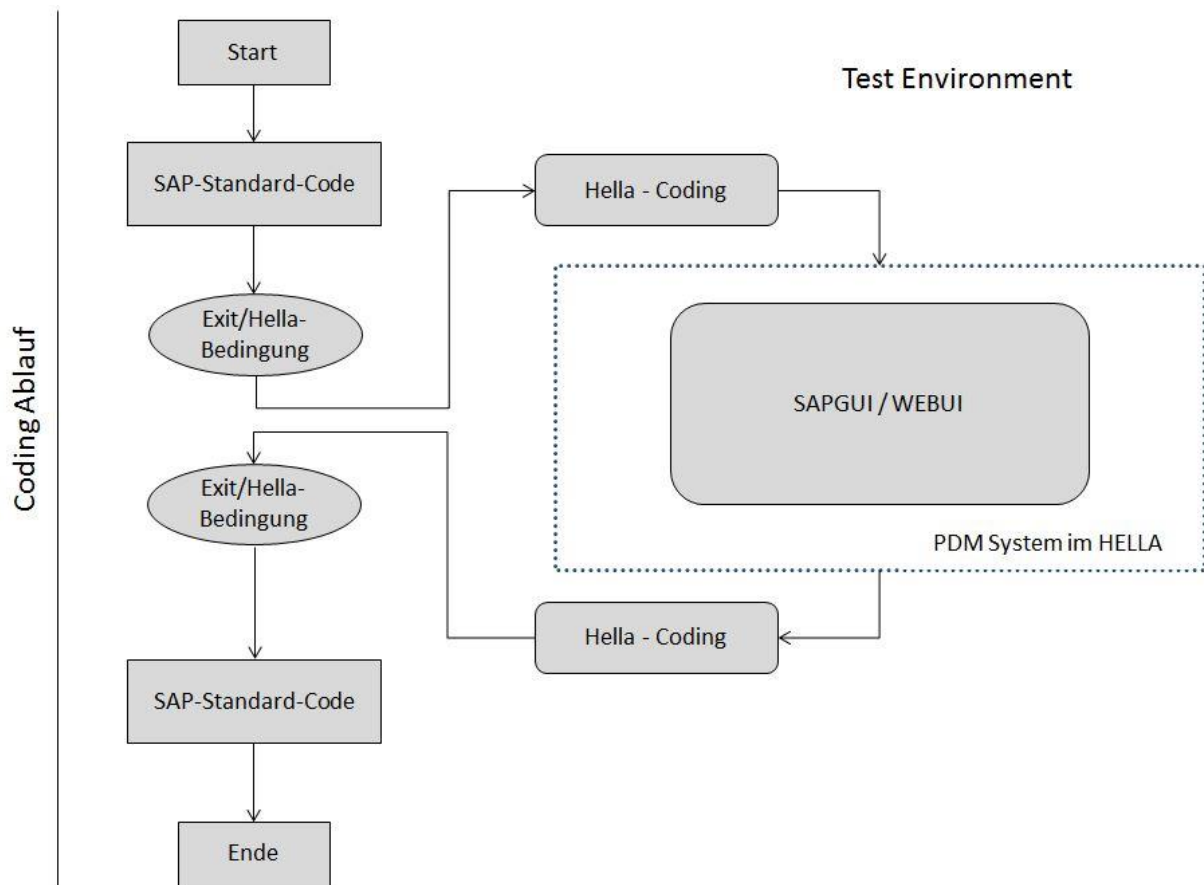 Start
Test Environment
SAP-Standard-Code
Hella - Coding
Exit/Hella-
Bedingung
SAPGUI / WEBUI
Coding Ablauf
Exit/Hella-
Bedingung
PDM System im HELLA
Hella - Coding
SAP-Standard-Code
Ende